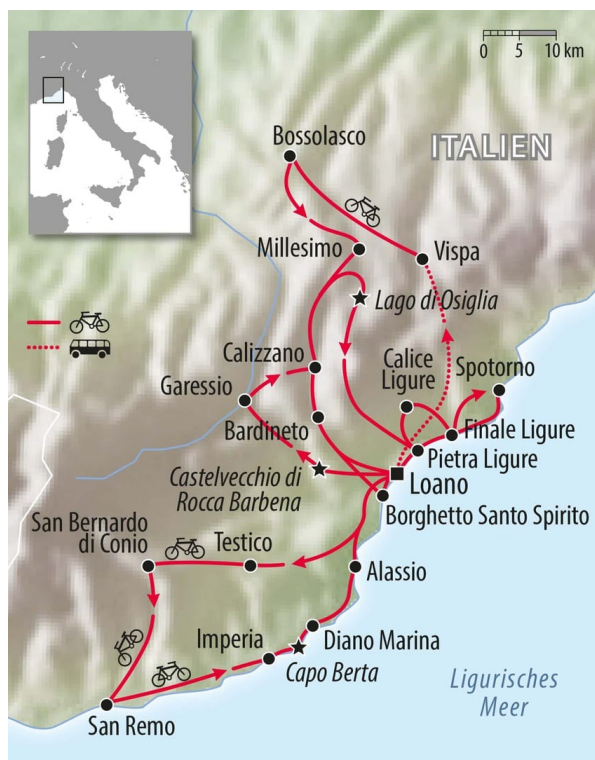 0 5 10 km
Bossolasco
ITALIEN
Millesimo
Vispa
Lago di Osiglia
Calizzano
Calice
Ligure
Spotorno
Garessio
Bardineto
Finale Ligure
Pietra Ligure
Castelvecchio di
Rocca Barbena
Loano
Borghetto Santo Spirito
San Bernardo
di Conio
Testico
Alassio
Imperia
Diano Marina
Capo Berta
Ligurisches
Meer
San Remo